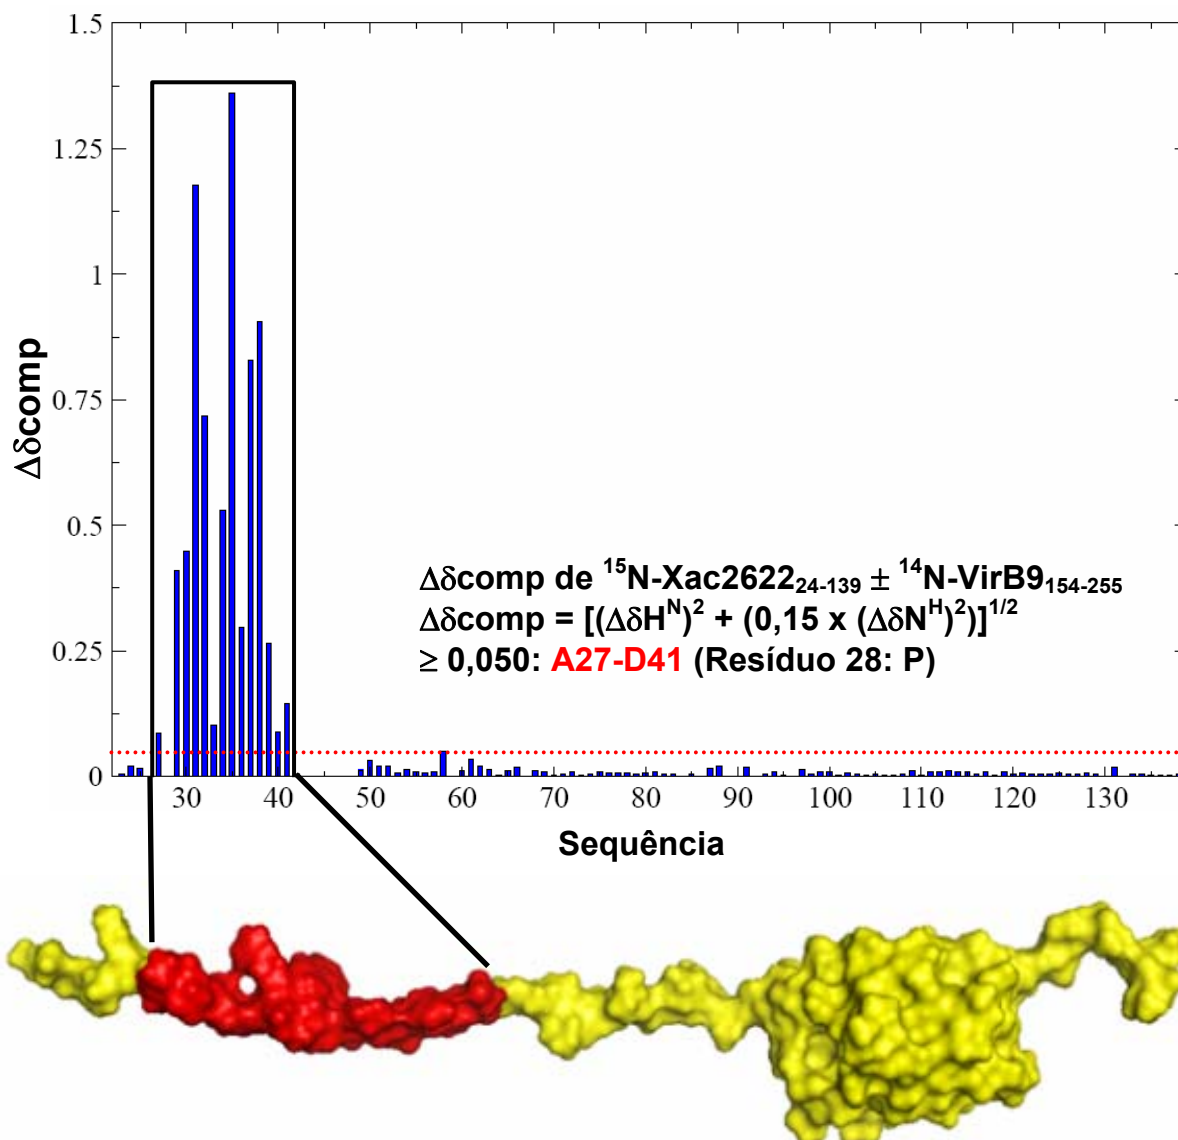 1.5
1.25
1
0.75
0.5
0.25
0
Δδcomp
30 40 50 60 70 80 90 100 110 120 130
Sequência
Δδcomp de ¹⁵N-Xac2622₂₄₋₁₃₉ ± ¹⁴N-VirB9₁₅₄₋₂₅₅
Δδcomp = [(ΔδHᴺ)² + (0,15 x (ΔδNᴴ)²)]¹ᐟ²
≥ 0,050: A27-D41 (Resíduo 28: P)